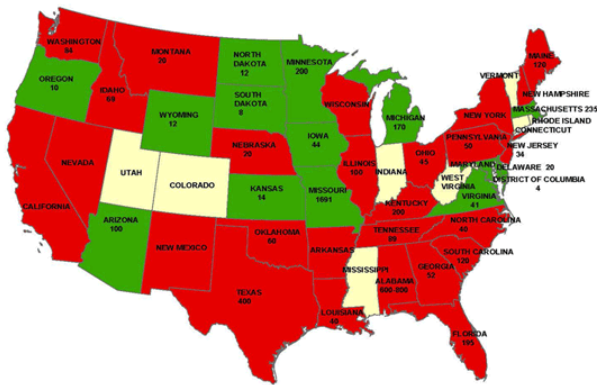 WASHINGTON
84
MONTANA
20
NORTH
DAKOTA
12
MINNESOTA
200
MAINE
170
VERMONT
NEW HAMPSHIRE
OREGON
10
IDAHO
69
WYOMING
12
SOUTH
DAKOTA
8
WISCONSIN
MICHIGAN
170
NEW YORK
MASSACHUSETTS 235
RHODE ISLAND
CONNECTICUT
NEVADA
UTAH
COLORADO
NEBRASKA
20
IOWA
44
ILLINOIS
100
INDIANA
OHIO
45
PENNSYLVANIA
50
NEW JERSEY
34
CALIFORNIA
KANSAS
14
MISSOURI
1691
KENTUCKY
200
WEST
VIRGINIA
MARYLAND
DELAWARE 20
DISTRICT OF COLUMBIA
4
VIRGINIA
41
ARIZONA
100
NEW MEXICO
OKLAHOMA
60
ARKANSAS
TENNESSEE
NORTH CAROLINA
40
SOUTH CAROLINA
120
TEXAS
400
LOUISIANA
40
MISSISSIPPI
ALABAMA
600-800
GEORGIA
52
FLORIDA
195